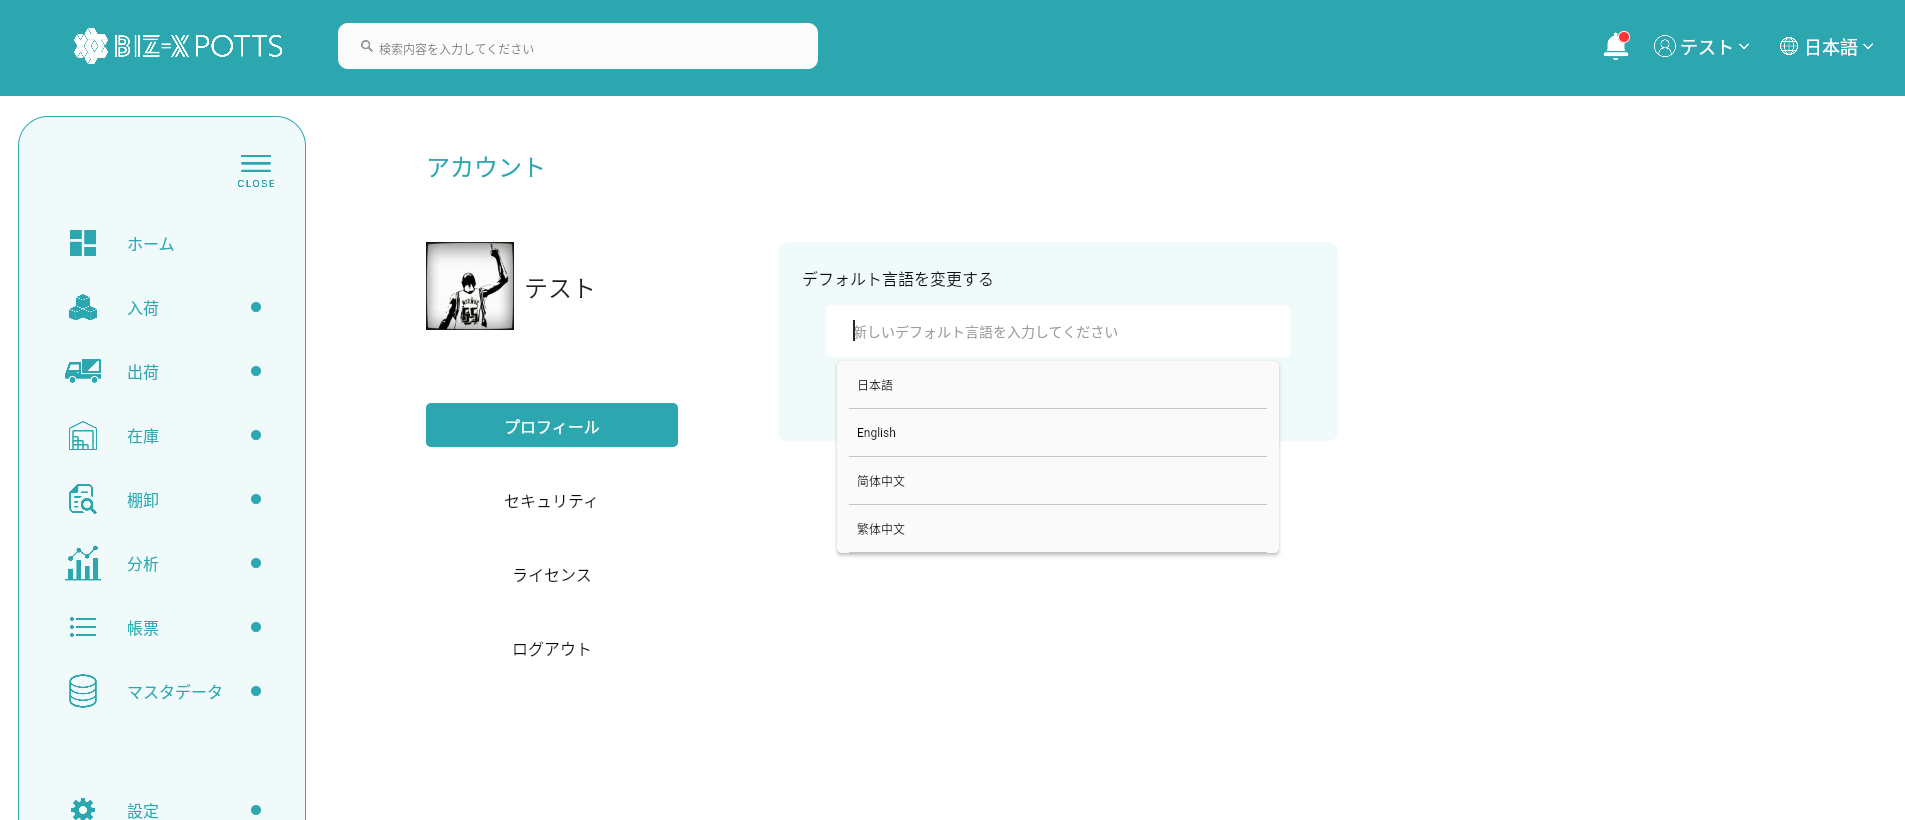 BIZ=X POTTS
検索内容を入力してください
テスト
日本語
CLOSE
ホーム
入荷
出荷
在庫
棚卸
分析
帳票
マスタデータ
設定
アカウント
テスト
プロフィール
セキュリティ
ライセンス
ログアウト
デフォルト言語を変更する
新しいデフォルト言語を入力してください
日本語
English
简体中文
繁体中文